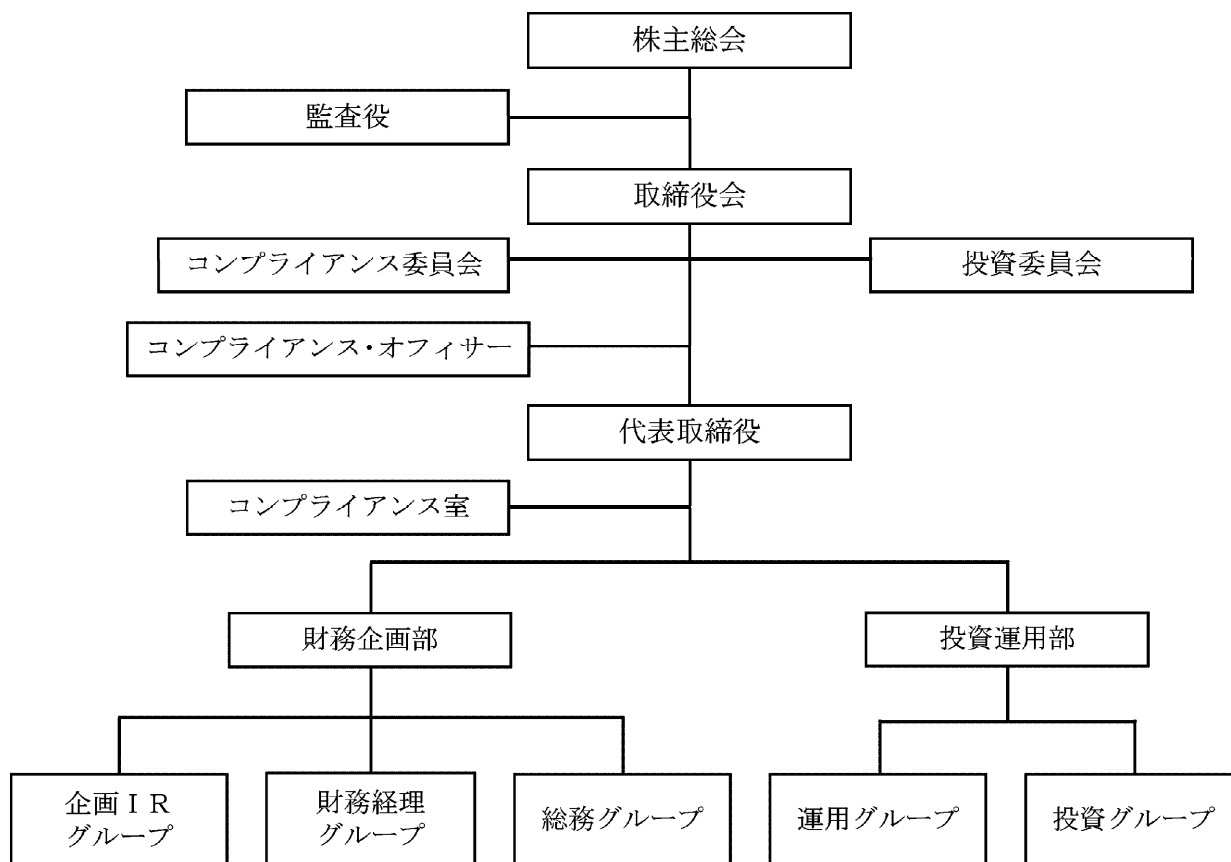 株主総会
監査役
取締役会
コンプライアンス委員会
投資委員会
コンプライアンス・オフィサー
代表取締役
コンプライアンス室
財務企画部
投資運用部
企画ＩＲ
グループ
財務経理
グループ
総務グループ
運用グループ
投資グループ